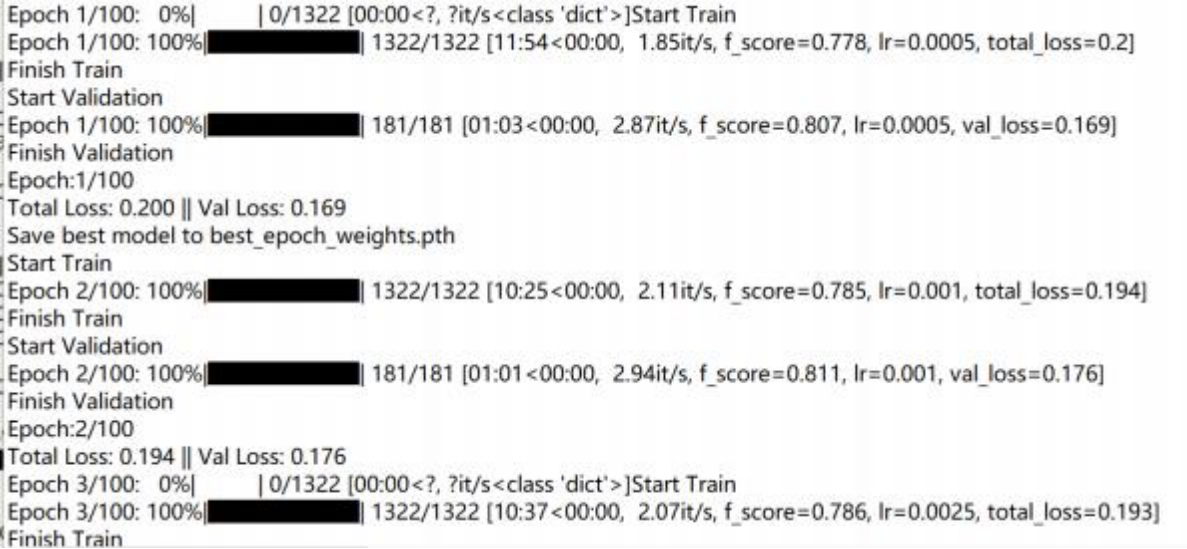 Epoch 1/100:   0%|          | 0/1322 [00:00<?, ?it/s<class 'dict'>]Start Train
Epoch 1/100: 100%|██████████| 1322/1322 [11:54<00:00,  1.85it/s, f_score=0.778, lr=0.0005, total_loss=0.2]
Finish Train
Start Validation
Epoch 1/100: 100%|██████████| 181/181 [01:03<00:00,  2.87it/s, f_score=0.807, lr=0.0005, val_loss=0.169]
Finish Validation
Epoch:1/100
Total Loss: 0.200 || Val Loss: 0.169
Save best model to best_epoch_weights.pth
Start Train
Epoch 2/100: 100%|██████████| 1322/1322 [10:25<00:00,  2.11it/s, f_score=0.785, lr=0.001, total_loss=0.194]
Finish Train
Start Validation
Epoch 2/100: 100%|██████████| 181/181 [01:01<00:00,  2.94it/s, f_score=0.811, lr=0.001, val_loss=0.176]
Finish Validation
Epoch:2/100
Total Loss: 0.194 || Val Loss: 0.176
Epoch 3/100:   0%|          | 0/1322 [00:00<?, ?it/s<class 'dict'>]Start Train
Epoch 3/100: 100%|██████████| 1322/1322 [10:37<00:00,  2.07it/s, f_score=0.786, lr=0.0025, total_loss=0.193]
Finish Train